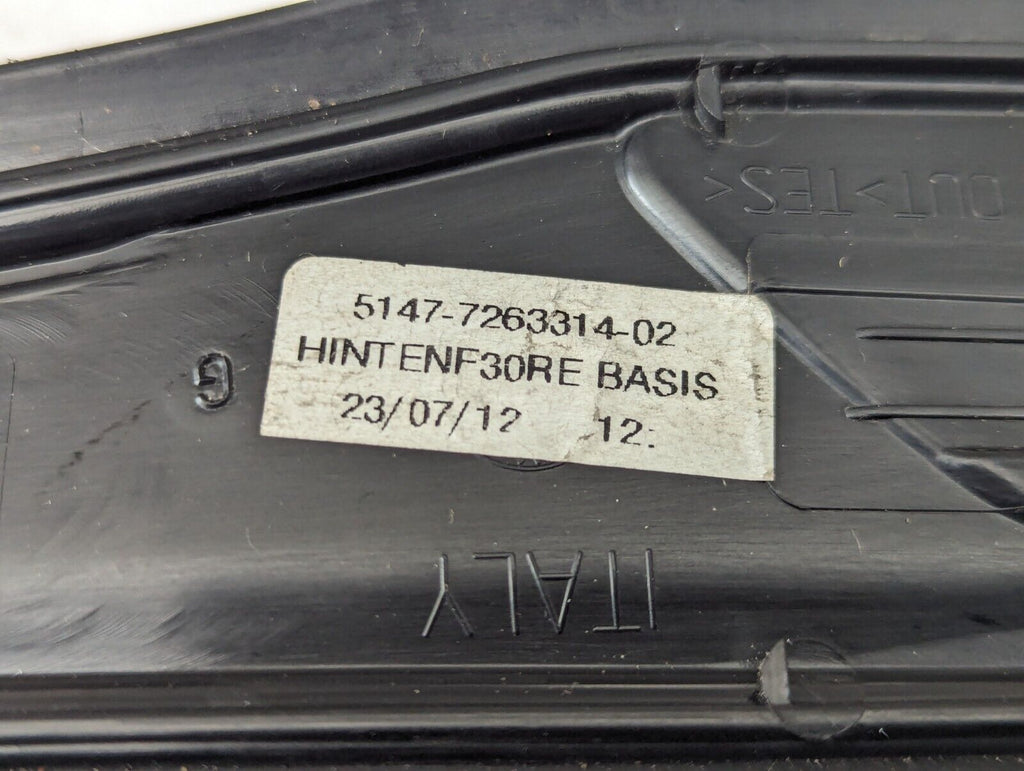 OUT <TES>
5147-7263314-02
HINTENF30RE BASIS
23/07/12 12:
G
ITALY